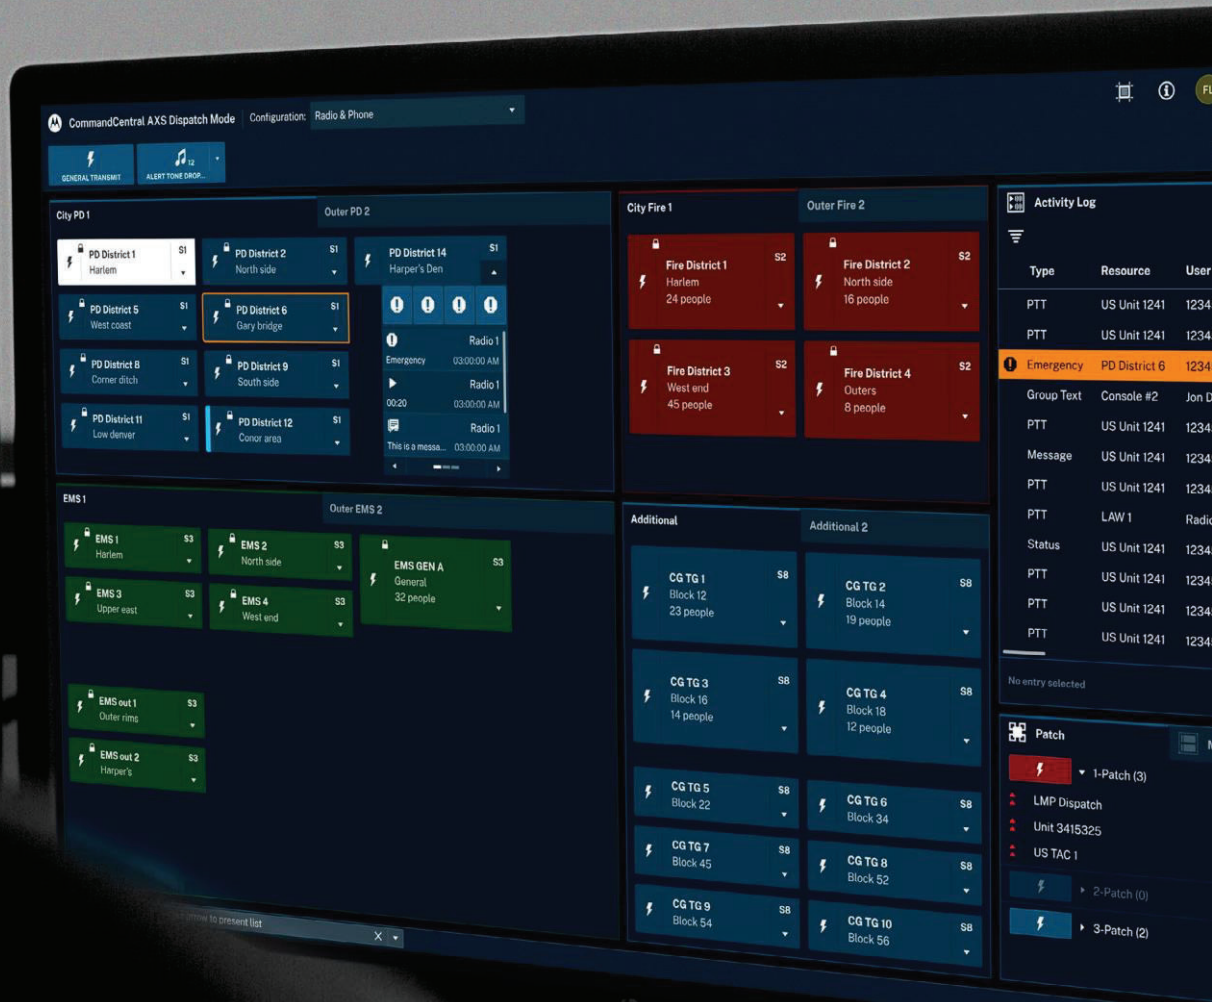 CommandCentral AXS Dispatch Mode
Configuration:
Radio & Phone
GENERAL TRANSMIT
12
ALERT TONE DROP...
City PD 1
Outer PD 2
PD District 1
S1
Harlem
PD District 2
S1
North side
PD District 14
S1
Harper's Den
PD District 5
S1
West coast
PD District 6
S1
Gary bridge
PD District 8
S1
Corner ditch
PD District 9
S1
South side
PD District 11
S1
Low denver
PD District 12
S1
Conor area
Radio 1
Emergency 03:00:00 AM
Radio 1
00:20 03:00:00 AM
Radio 1
This is a messa... 03:00:00 AM
City Fire 1
Outer Fire 2
Fire District 1
S2
Harlem
24 people
Fire District 2
S2
North side
16 people
Fire District 3
S2
West end
45 people
Fire District 4
S2
Outers
8 people
EMS 1
Outer EMS 2
EMS 1
S3
Harlem
EMS 2
S3
North side
EMS GEN A
S3
General
32 people
EMS 3
S3
Upper east
EMS 4
S3
West end
EMS out 1
S3
Outer rims
EMS out 2
S3
Harper's
to present list
X
Additional
Additional 2
CG TG 1
S8
Block 12
23 people
CG TG 2
S8
Block 14
19 people
CG TG 3
S8
Block 16
14 people
CG TG 4
S8
Block 18
12 people
CG TG 5
S8
Block 22
CG TG 6
S8
Block 34
CG TG 7
S8
Block 45
CG TG 8
S8
Block 52
CG TG 9
S8
Block 54
CG TG 10
S8
Block 56
Activity Log
Type Resource User
PTT US Unit 1241 1234
PTT US Unit 1241 1234
Emergency PD District 6 1234
Group Text Console #2 Jon D
PTT US Unit 1241 1234
Message US Unit 1241 1234
PTT US Unit 1241 1234
PTT LAW 1 Radio
Status US Unit 1241 1234
PTT US Unit 1241 1234
PTT US Unit 1241 1234
PTT US Unit 1241 1234
No entry selected
Patch
1-Patch (3)
LMP Dispatch
Unit 3415325
US TAC 1
2-Patch (0)
3-Patch (2)